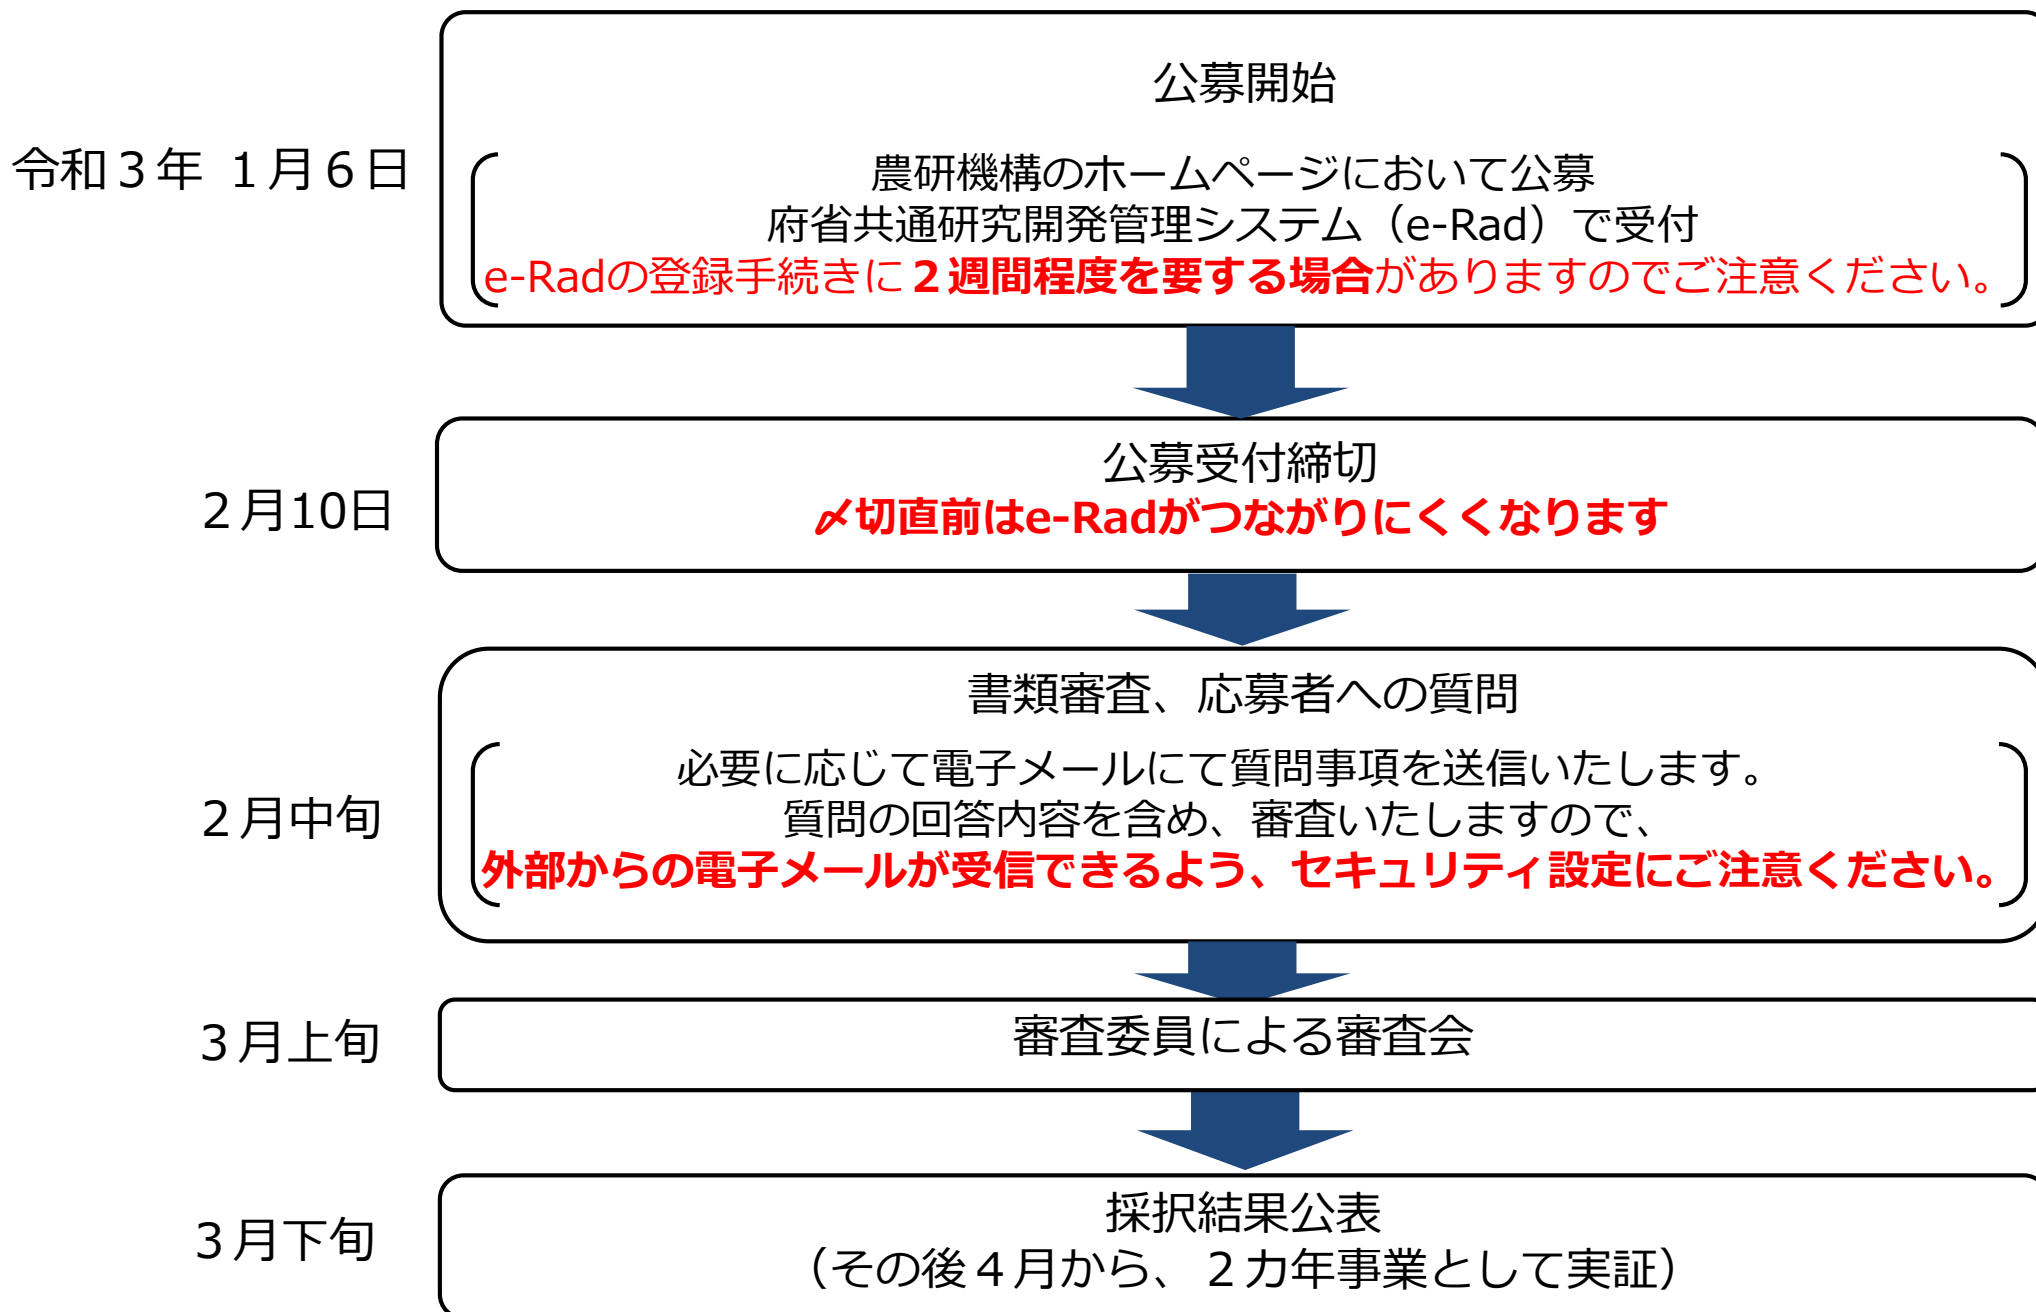 公募開始
令和３年 １月６日
農研機構のホームページにおいて公募
府省共通研究開発管理システム（e-Rad）で受付
e-Radの登録手続きに２週間程度を要する場合がありますのでご注意ください。
公募受付締切
２月10日
〆切直前はe-Radがつながりにくくなります
書類審査、応募者への質問
２月中旬
必要に応じて電子メールにて質問事項を送信いたします。
質問の回答内容を含め、審査いたしますので、
外部からの電子メールが受信できるよう、セキュリティ設定にご注意ください。
３月上旬
審査委員による審査会
３月下旬
採択結果公表
（その後４月から、２カ年事業として実証）